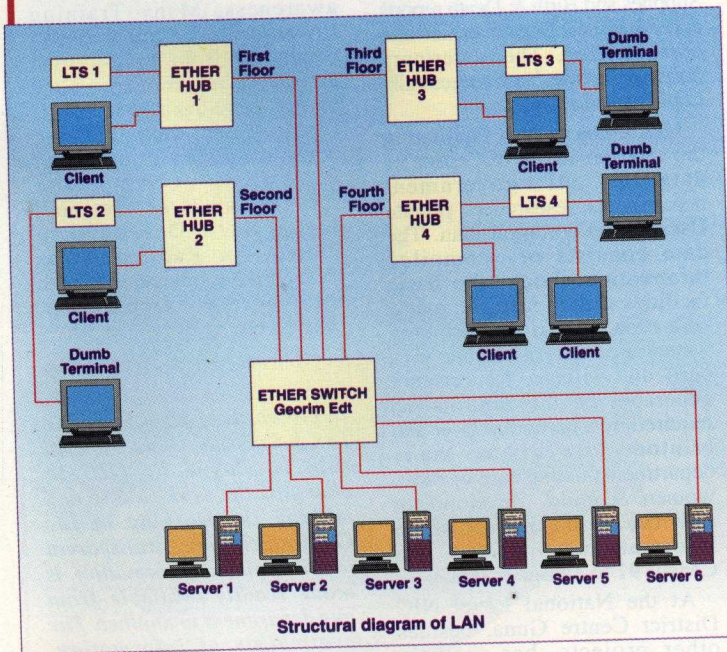 LTS 1
ETHER
HUB
1
First
Floor
Client
LTS 2
ETHER
HUB
2
Second
Floor
Client
Dumb
Terminal
Third
Floor
ETHER
HUB
3
LTS 3
Dumb
Terminal
Client
Fourth
Floor
ETHER
HUB
4
LTS 4
Dumb
Terminal
Client
Client
ETHER SWITCH
Georim Edt
Server 1
Server 2
Server 3
Server 4
Server 5
Server 6
Structural diagram of LAN
At the National
District Centre Guna
other projects